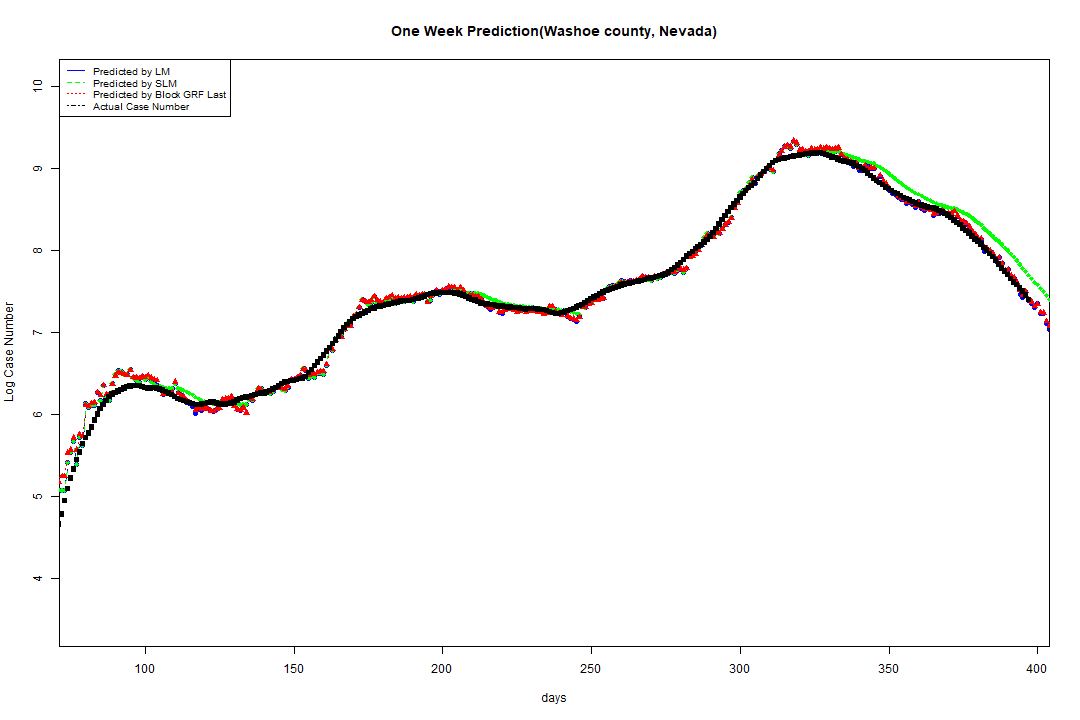 One Week Prediction(Washoe county, Nevada)
Predicted by LM
Predicted by SLM
Predicted by Block GRF Last
Actual Case Number
10
9
8
7
6
5
4
Log Case Number
100 150 200 250 300 350 400
days